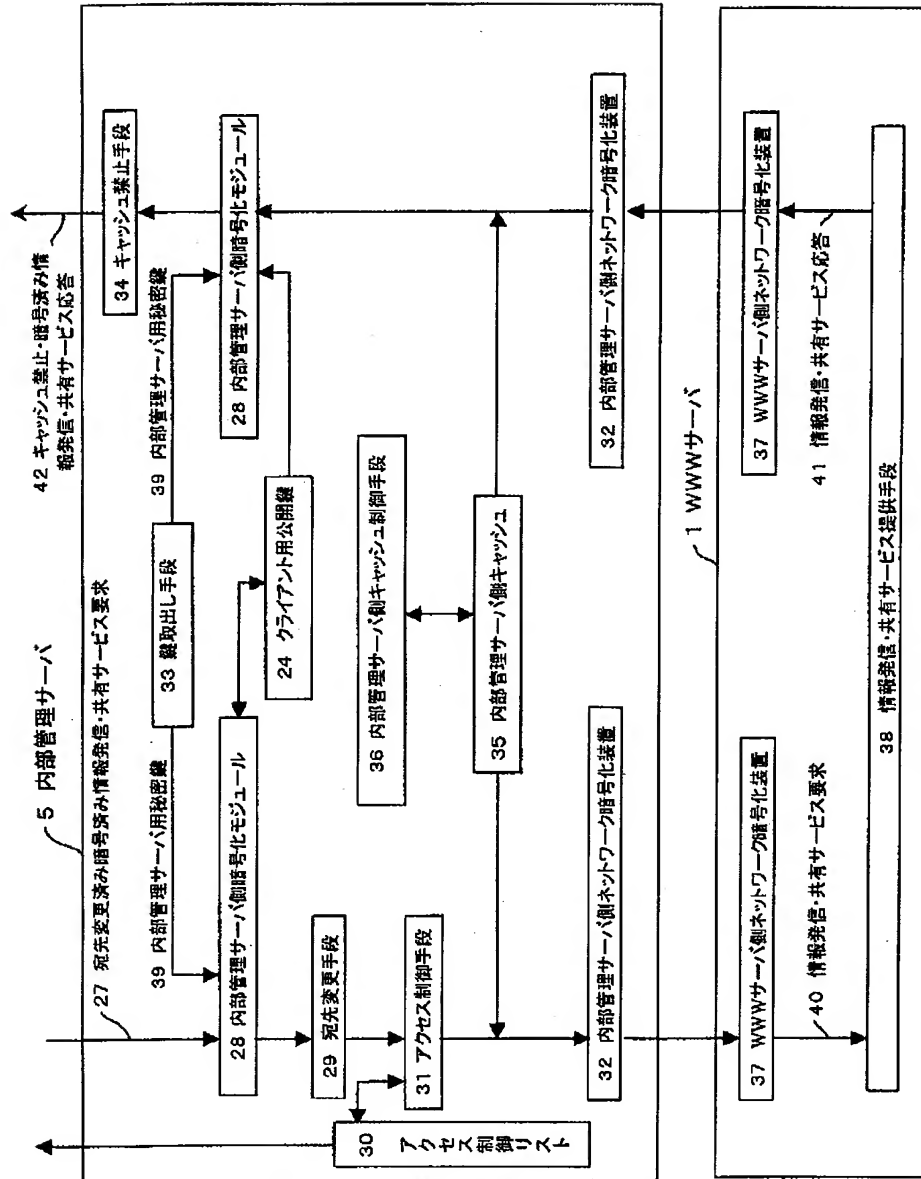 5 内部管理サーバ
27 宛先変更済み暗号済み情報発信・共有サービス要求
42 キャッシュ禁止・暗号済み情
報発信・共有サービス応答
34 キャッシュ禁止手段
39 内部管理サーバ用秘密鍵
33 鍵取出し手段
39 内部管理サーバ用秘密鍵
28 内部管理サーバ側暗号化モジュール
24 クライアント用公開鍵
28 内部管理サーバ側暗号化モジュール
29 宛先変更手段
36 内部管理サーバ側キャッシュ制御手段
30
アクセス制御リスト
31 アクセス制御手段
35 内部管理サーバ側キャッシュ
32 内部管理サーバ側ネットワーク暗号化装置
32 内部管理サーバ側ネットワーク暗号化装置
1 WWWサーバ
37 WWWサーバ側ネットワーク暗号化装置
37 WWWサーバ側ネットワーク暗号化装置
40 情報発信・共有サービス要求
41 情報発信・共有サービス応答
38 情報発信・共有サービス提供手段